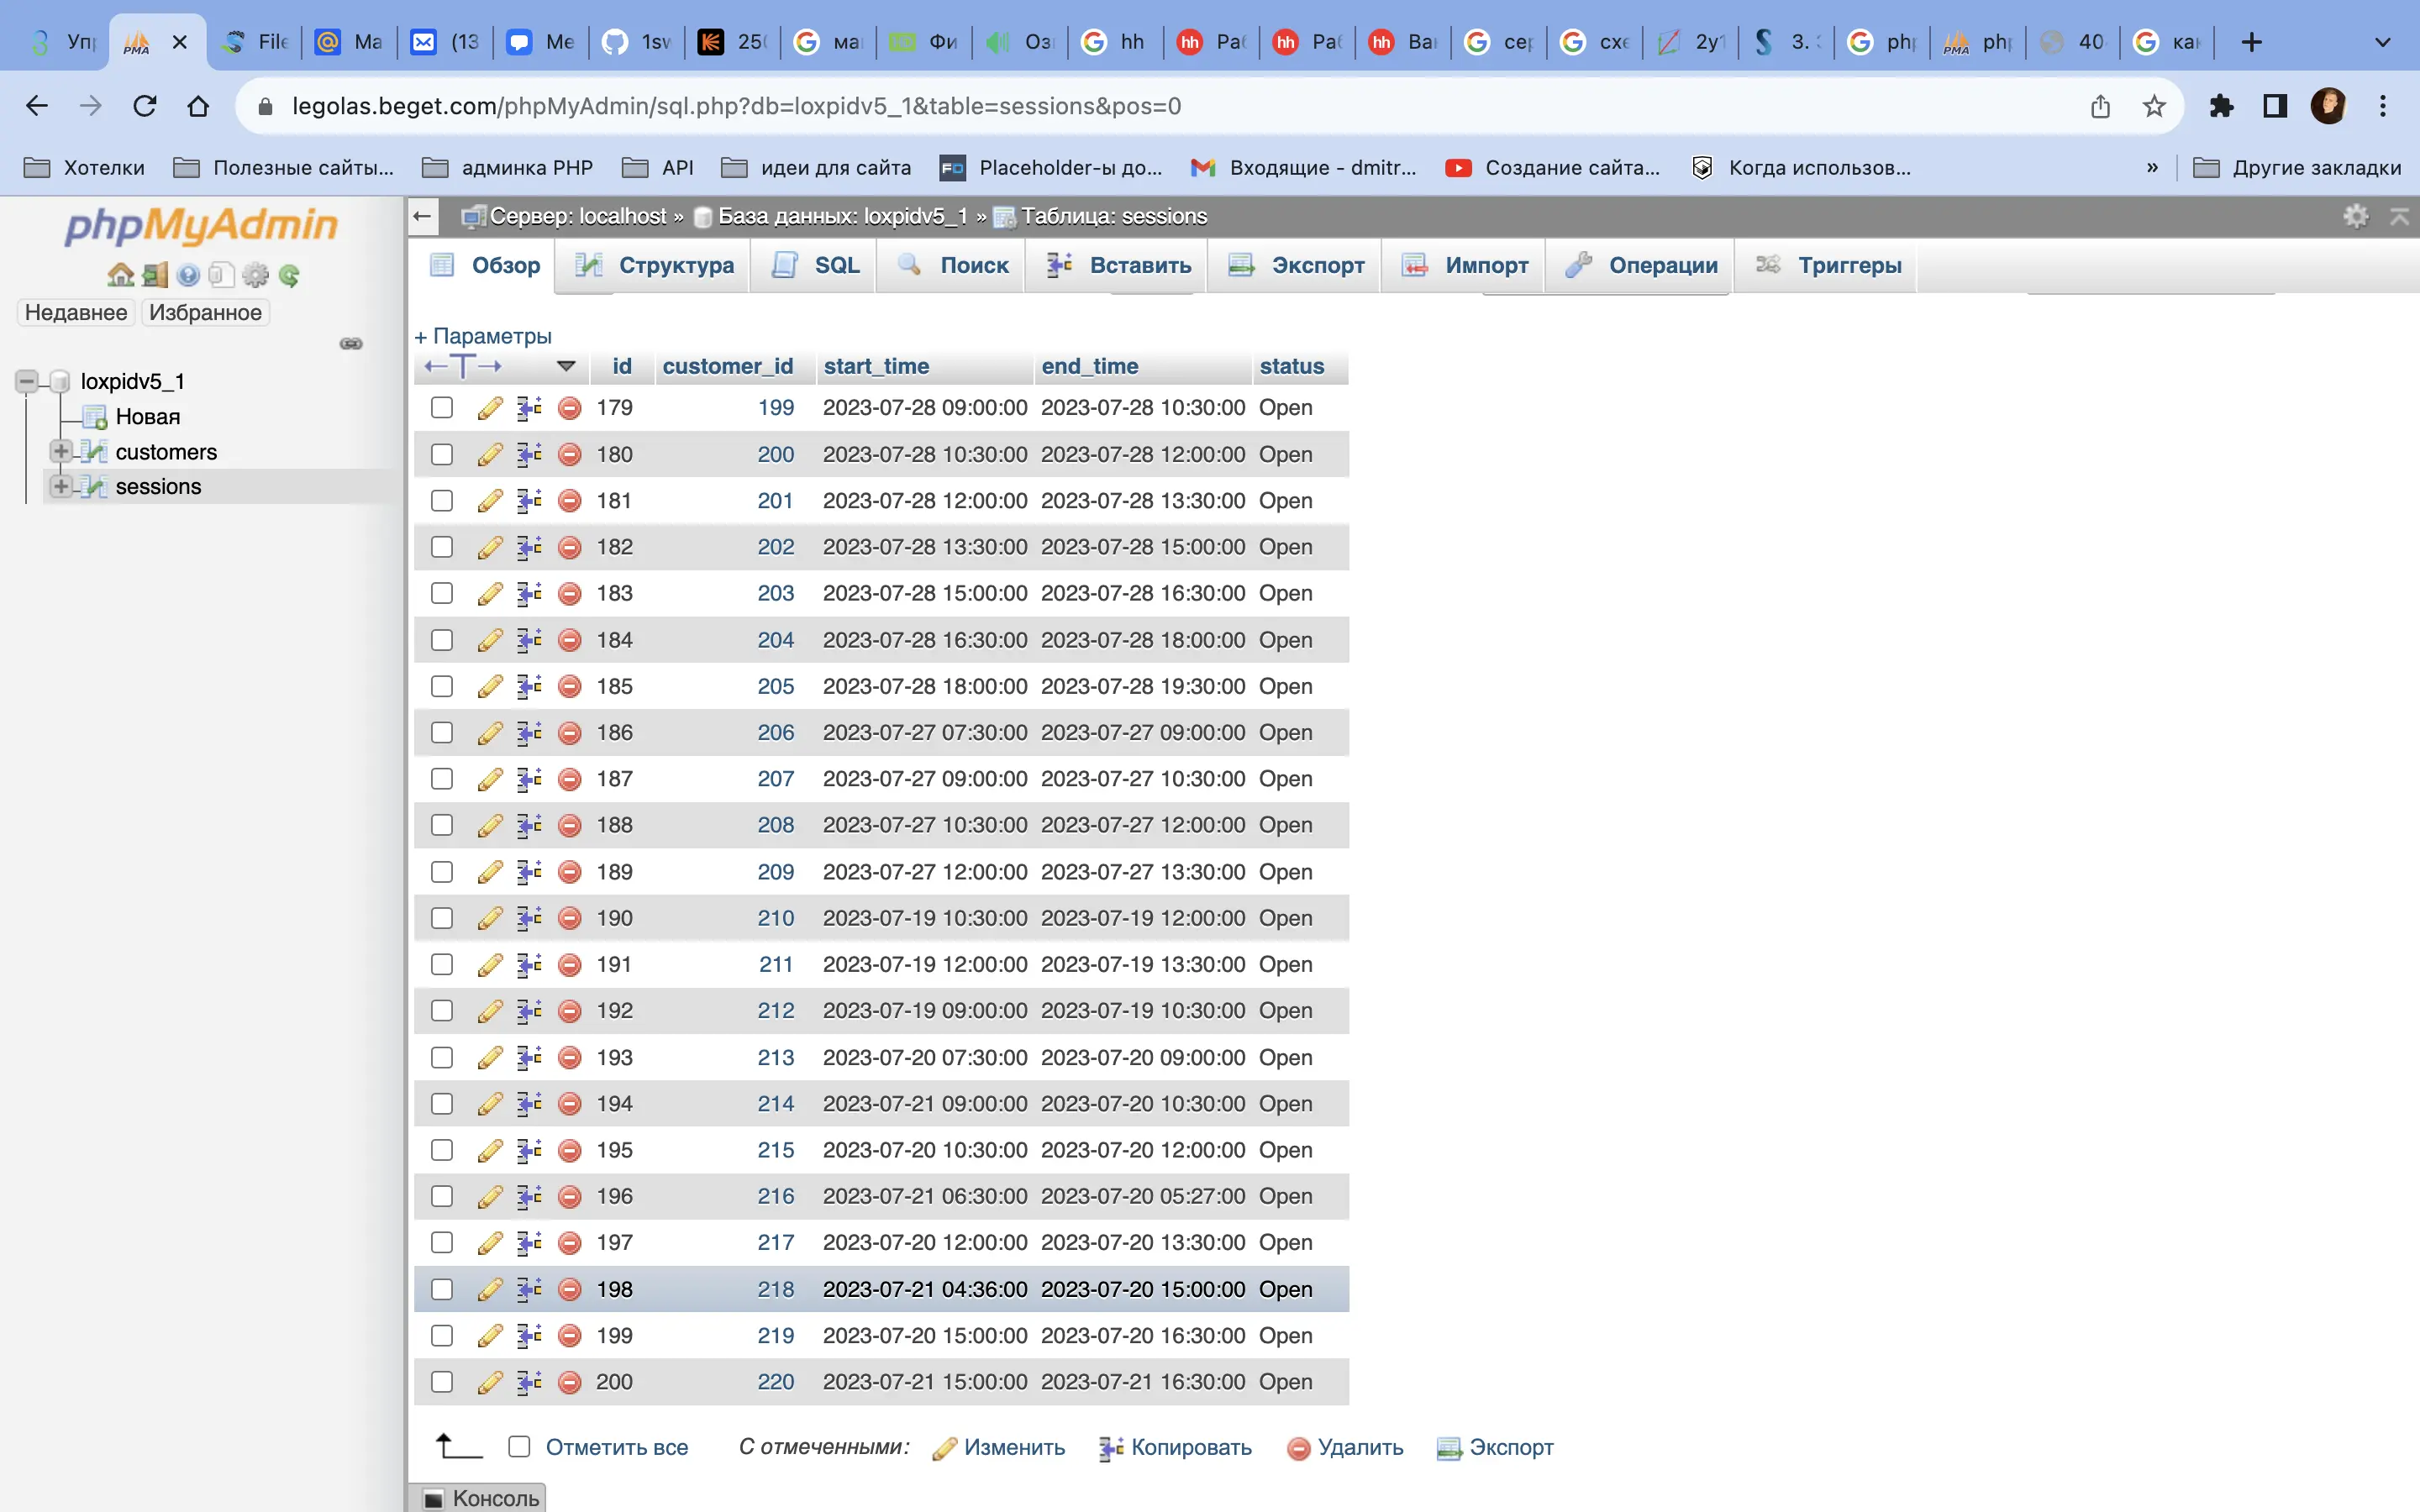 Упр
PMA
File
Ма
(13
Ме
1sw
25
ма
Фи
Оз
hh
hh Раб
hh Ра
hh Ва
сер
схе
2y1
3.
php
PMA php
40
как
legolas.beget.com/phpMyAdmin/sql.php?db=loxpidv5_1&table=sessions&pos=0
Хотелки
Полезные сайты...
админка PHP
API
идеи для сайта
FD Placeholder-ы до...
Входящие - dmitr...
Создание сайта...
Когда использов...
»
Другие закладки
phpMyAdmin
Недавнее Избранное
loxpidv5_1
Новая
customers
sessions
Сервер: localhost » База данных: loxpidv5_1 » Таблица: sessions
Обзор Структура SQL Поиск Вставить Экспорт Импорт Операции Триггеры
+ Параметры
←T→ id customer_id start_time end_time status
179 199 2023-07-28 09:00:00 2023-07-28 10:30:00 Open
180 200 2023-07-28 10:30:00 2023-07-28 12:00:00 Open
181 201 2023-07-28 12:00:00 2023-07-28 13:30:00 Open
182 202 2023-07-28 13:30:00 2023-07-28 15:00:00 Open
183 203 2023-07-28 15:00:00 2023-07-28 16:30:00 Open
184 204 2023-07-28 16:30:00 2023-07-28 18:00:00 Open
185 205 2023-07-28 18:00:00 2023-07-28 19:30:00 Open
186 206 2023-07-27 07:30:00 2023-07-27 09:00:00 Open
187 207 2023-07-27 09:00:00 2023-07-27 10:30:00 Open
188 208 2023-07-27 10:30:00 2023-07-27 12:00:00 Open
189 209 2023-07-27 12:00:00 2023-07-27 13:30:00 Open
190 210 2023-07-19 10:30:00 2023-07-19 12:00:00 Open
191 211 2023-07-19 12:00:00 2023-07-19 13:30:00 Open
192 212 2023-07-19 09:00:00 2023-07-19 10:30:00 Open
193 213 2023-07-20 07:30:00 2023-07-20 09:00:00 Open
194 214 2023-07-21 09:00:00 2023-07-20 10:30:00 Open
195 215 2023-07-20 10:30:00 2023-07-20 12:00:00 Open
196 216 2023-07-21 06:30:00 2023-07-20 05:27:00 Open
197 217 2023-07-20 12:00:00 2023-07-20 13:30:00 Open
198 218 2023-07-21 04:36:00 2023-07-20 15:00:00 Open
199 219 2023-07-20 15:00:00 2023-07-20 16:30:00 Open
200 220 2023-07-21 15:00:00 2023-07-21 16:30:00 Open
Отметить все С отмеченными: Изменить Копировать Удалить Экспорт
Консоль